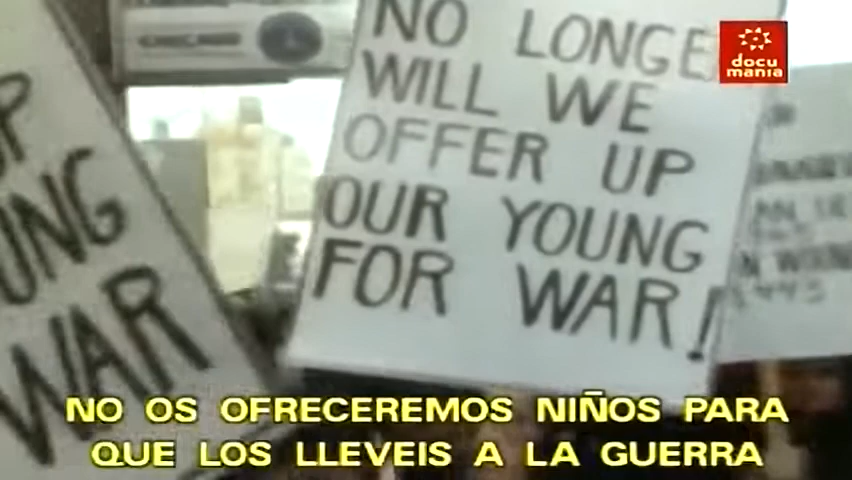 NO LONGE
WILL WE
OFFER UP
OUR YOUNG
FOR WAR!
docu
mania
UNG
WAR
NO OS OFRECEREMOS NIÑOS PARA
QUE LOS LLEVEIS A LA GUERRA